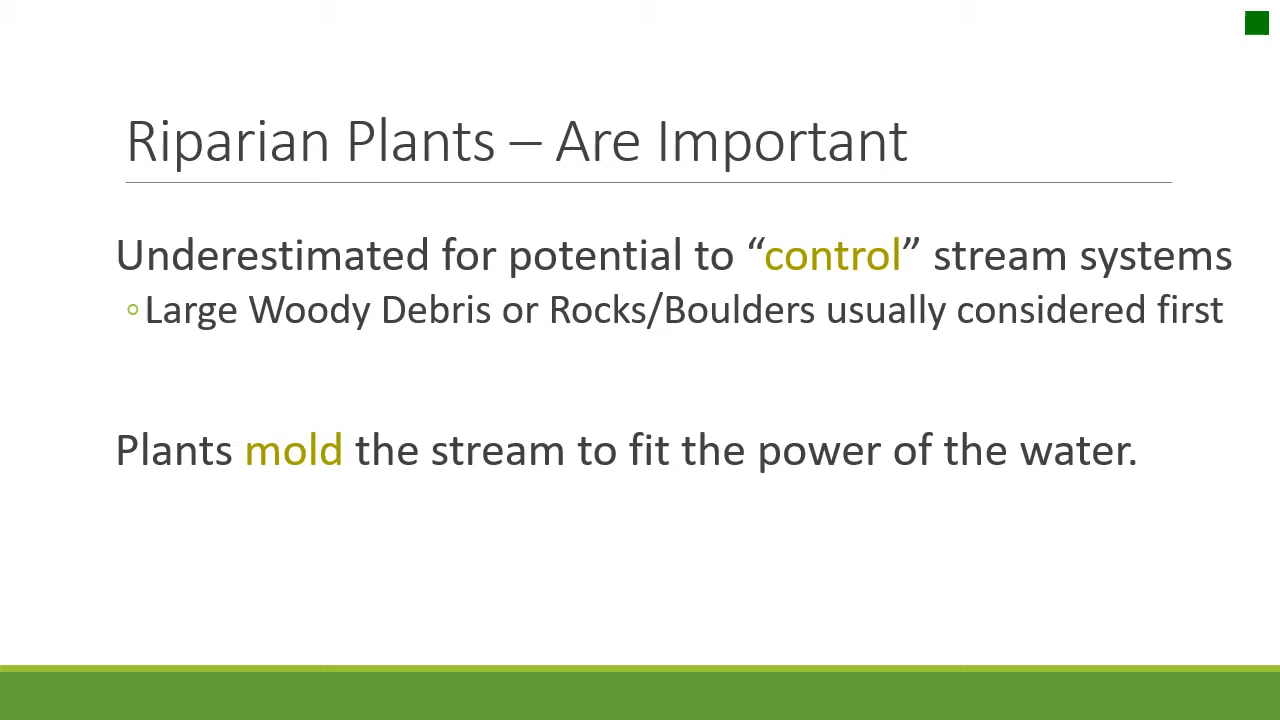 Riparian Plants – Are Important
Underestimated for potential to “control” stream systems
◦Large Woody Debris or Rocks/Boulders usually considered first
Plants mold the stream to fit the power of the water.